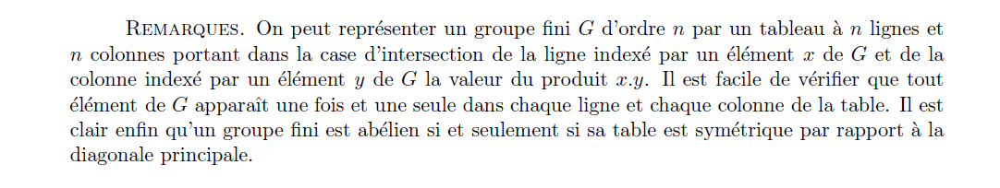 REMARQUES. On peut représenter un groupe fini G d'ordre n par un tableau à n lignes et
n colonnes portant dans la case d'intersection de la ligne indexé par un élément x de G et de la
colonne indexé par un élément y de G la valeur du produit x.y. Il est facile de vérifier que tout
élément de G apparaît une fois et une seule dans chaque ligne et chaque colonne de la table. Il est
clair enfin qu'un groupe fini est abélien si et seulement si sa table est symétrique par rapport à la
diagonale principale.